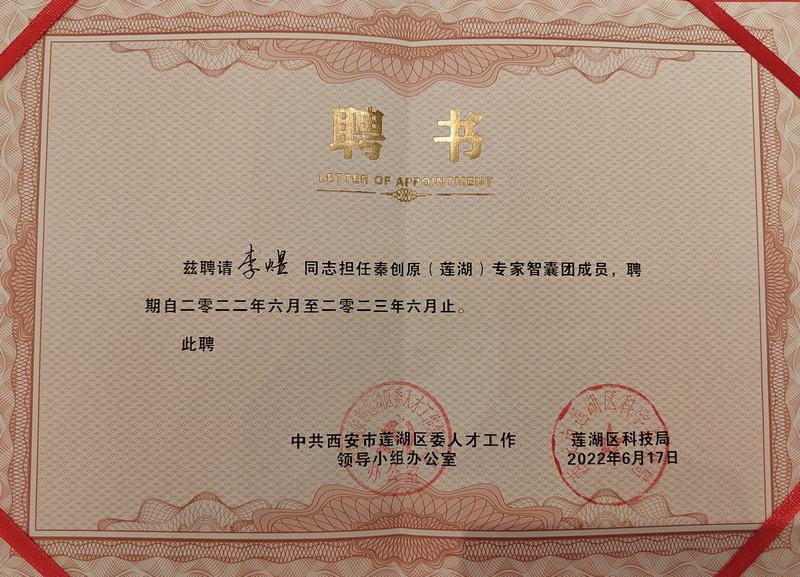 聘 书
LETTER OF APPOINTMENT
兹聘请 李煜 同志担任秦创原（莲湖）专家智囊团成员，聘
期自二零二二年六月至二零二三年六月止。
此聘
中共西安市莲湖区委人才工作
领导小组办公室
莲湖区科技局
2022年6月17日